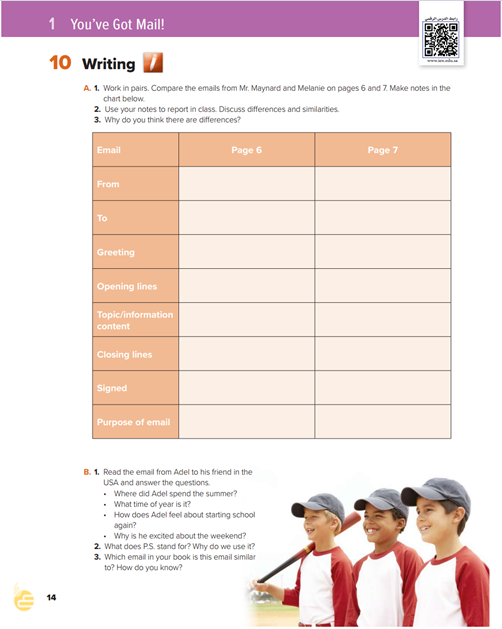 1 You've Got Mail!
رابط الدرس الرقمي
www.ien.edu.sa
10 Writing
A. 1. Work in pairs. Compare the emails from Mr. Maynard and Melanie on pages 6 and 7. Make notes in the
chart below.
2. Use your notes to report in class. Discuss differences and similarities.
3. Why do you think there are differences?
Email Page 6 Page 7
From
To
Greeting
Opening lines
Topic/information
content
Closing lines
Signed
Purpose of email
B. 1. Read the email from Adel to his friend in the
USA and answer the questions.
• Where did Adel spend the summer?
• What time of year is it?
• How does Adel feel about starting school
again?
• Why is he excited about the weekend?
2. What does P.S. stand for? Why do we use it?
3. Which email in your book is this email similar
to? How do you know?
14